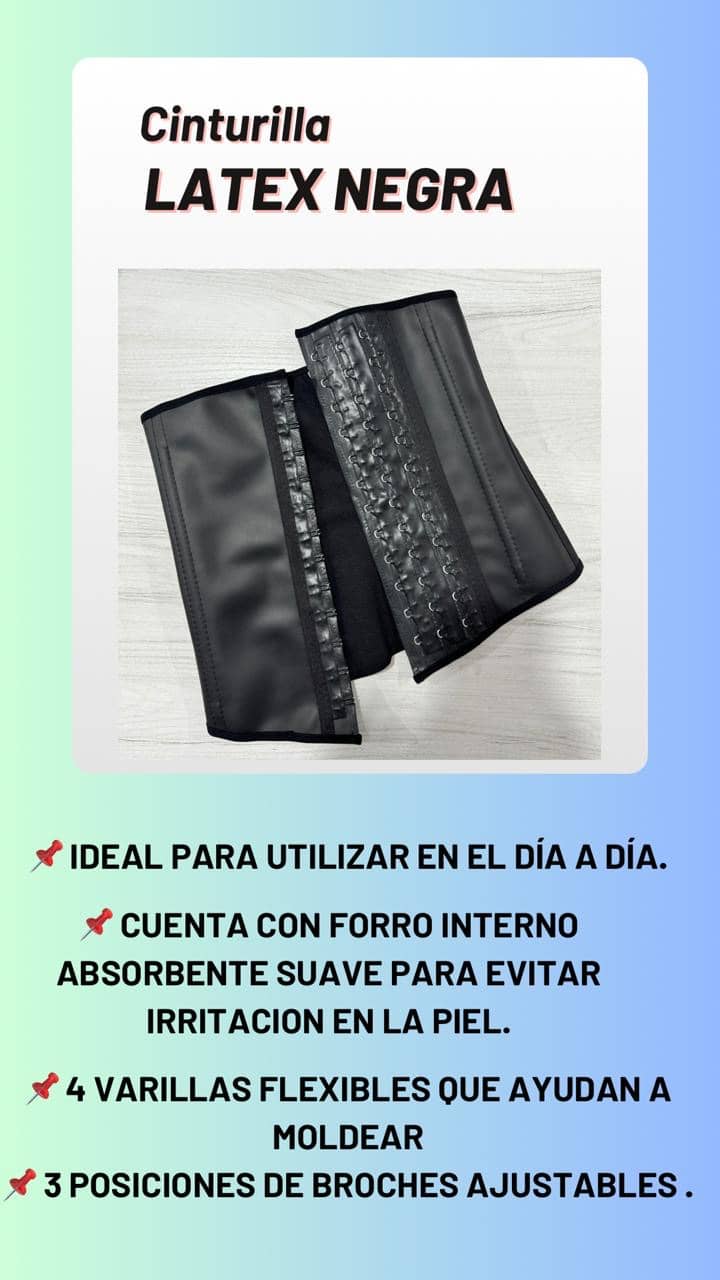 Cinturilla
LATEX NEGRA
📌IDEAL PARA UTILIZAR EN EL DÍA A DÍA.
📌CUENTA CON FORRO INTERNO
ABSORBENTE SUAVE PARA EVITAR
IRRITACION EN LA PIEL.
📌4 VARILLAS FLEXIBLES QUE AYUDAN A
MOLDEAR
📌3 POSICIONES DE BROCHES AJUSTABLES .